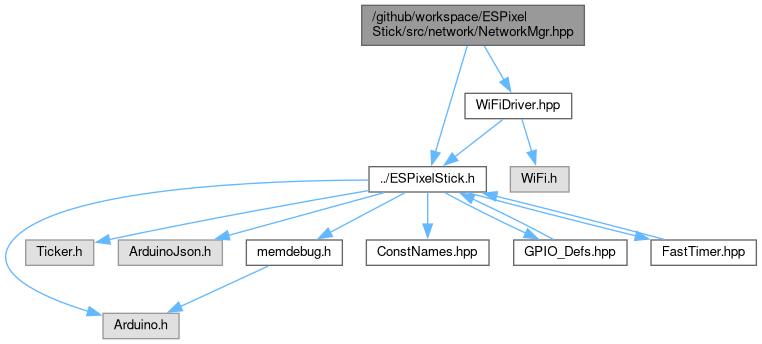 /github/workspace/ESPixel
Stick/src/network/NetworkMgr.hpp
WiFiDriver.hpp
../ESPixelStick.h
WiFi.h
Ticker.h
ArduinoJson.h
memdebug.h
ConstNames.hpp
GPIO_Defs.hpp
FastTimer.hpp
Arduino.h